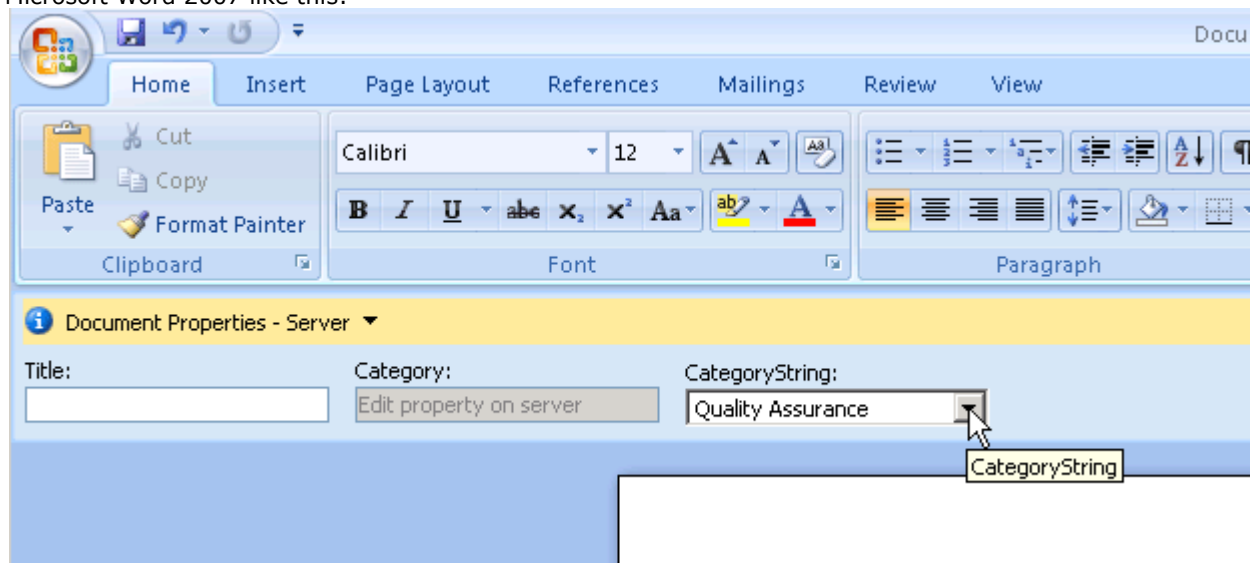 Microsoft Word 2007 like this:
Docu
Home Insert Page Layout References Mailings Review View
Cut
Calibri 12
Copy
Paste
Format Painter
Clipboard Font Paragraph
Document Properties - Server
Title: Category: CategoryString:
Edit property on server Quality Assurance
CategoryString